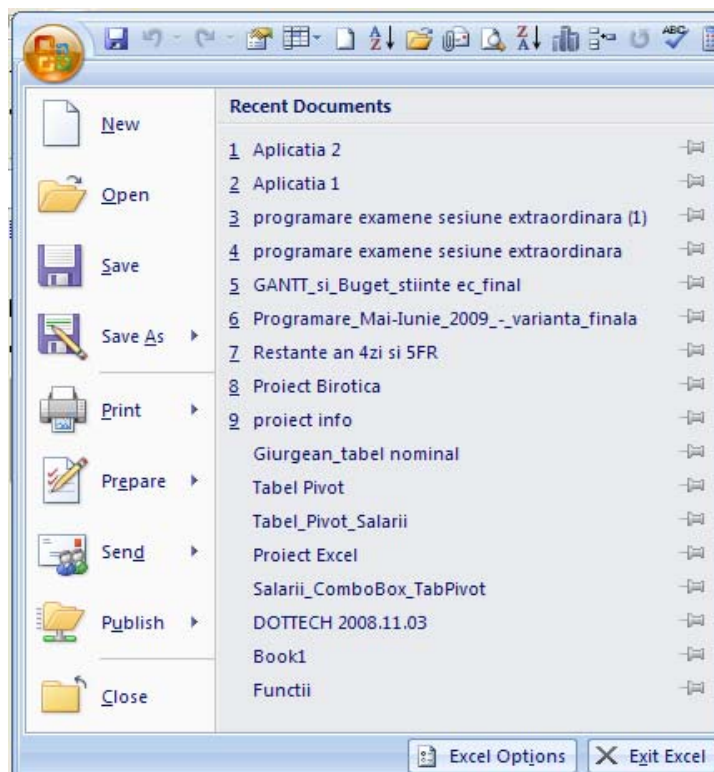 New
Open
Save
Save As
Print
Prepare
Send
Publish
Close
Recent Documents
1 Aplicatia 2
2 Aplicatia 1
3 programare examene sesiune extraordinara (1)
4 programare examene sesiune extraordinara
5 GANTT_si_Buget_stiinte ec_final
6 Programare_Mai-Iunie_2009_-_varianta_finala
7 Restante an 4zi si 5FR
8 Proiect Birotica
9 proiect info
Giurgean_tabel nominal
Tabel Pivot
Tabel_Pivot_Salarii
Proiect Excel
Salarii_ComboBox_TabPivot
DOTTECH 2008.11.03
Book1
Functii
Excel Options
Exit Excel